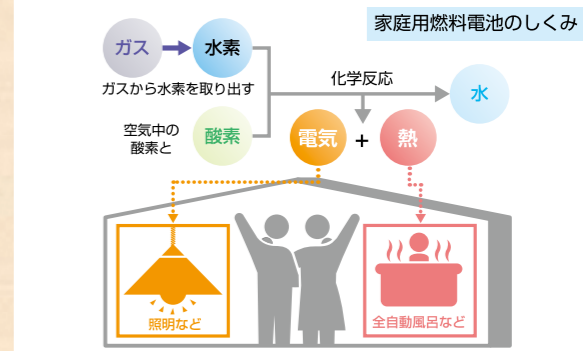 家庭用燃料電池のしくみ
ガス
水素
ガスから水素を取り出す
化学反応
水
空気中の
酸素と
酸素
電気
+
熱
照明など
全自動風呂など